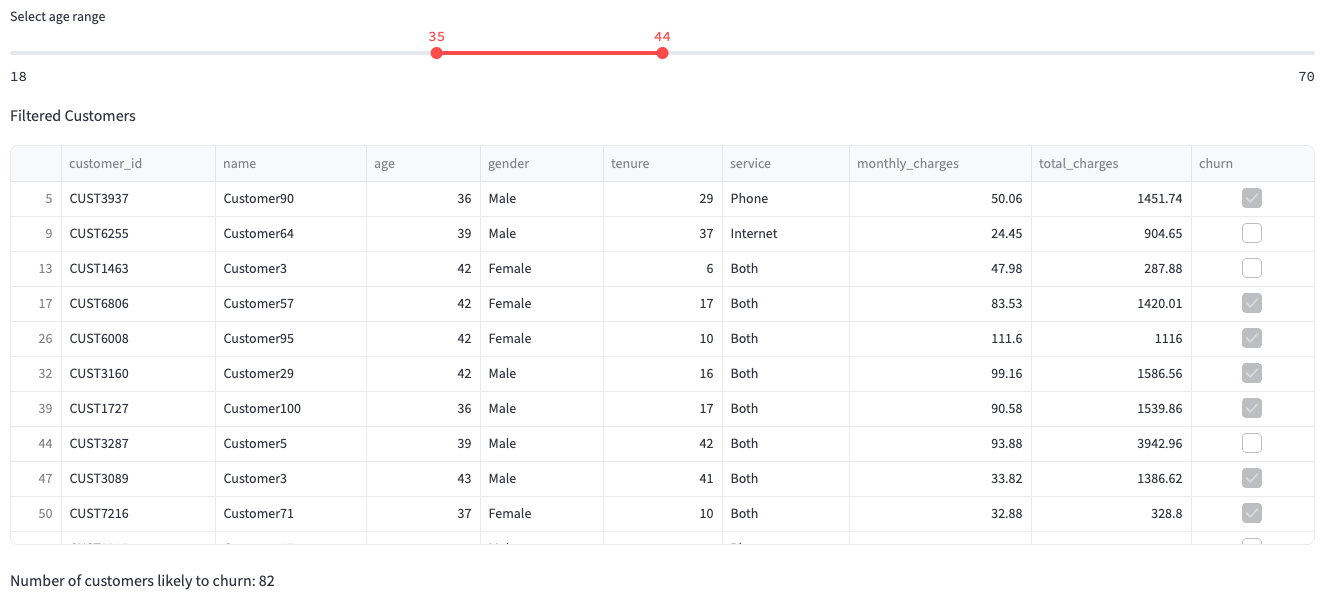 Select age range
35 44
18 70
Filtered Customers
customer_id name age gender tenure service monthly_charges total_charges churn
5 CUST3937 Customer90 36 Male 29 Phone 50.06 1451.74
9 CUST6255 Customer64 39 Male 37 Internet 24.45 904.65
13 CUST1463 Customer3 42 Female 6 Both 47.98 287.88
17 CUST6806 Customer57 42 Female 17 Both 83.53 1420.01
26 CUST6008 Customer95 42 Female 10 Both 111.6 1116
32 CUST3160 Customer29 42 Male 16 Both 99.16 1586.56
39 CUST1727 Customer100 36 Male 17 Both 90.58 1539.86
44 CUST3287 Customer5 39 Male 42 Both 93.88 3942.96
47 CUST3089 Customer3 43 Male 41 Both 33.82 1386.62
50 CUST7216 Customer71 37 Female 10 Both 32.88 328.8
Number of customers likely to churn: 82